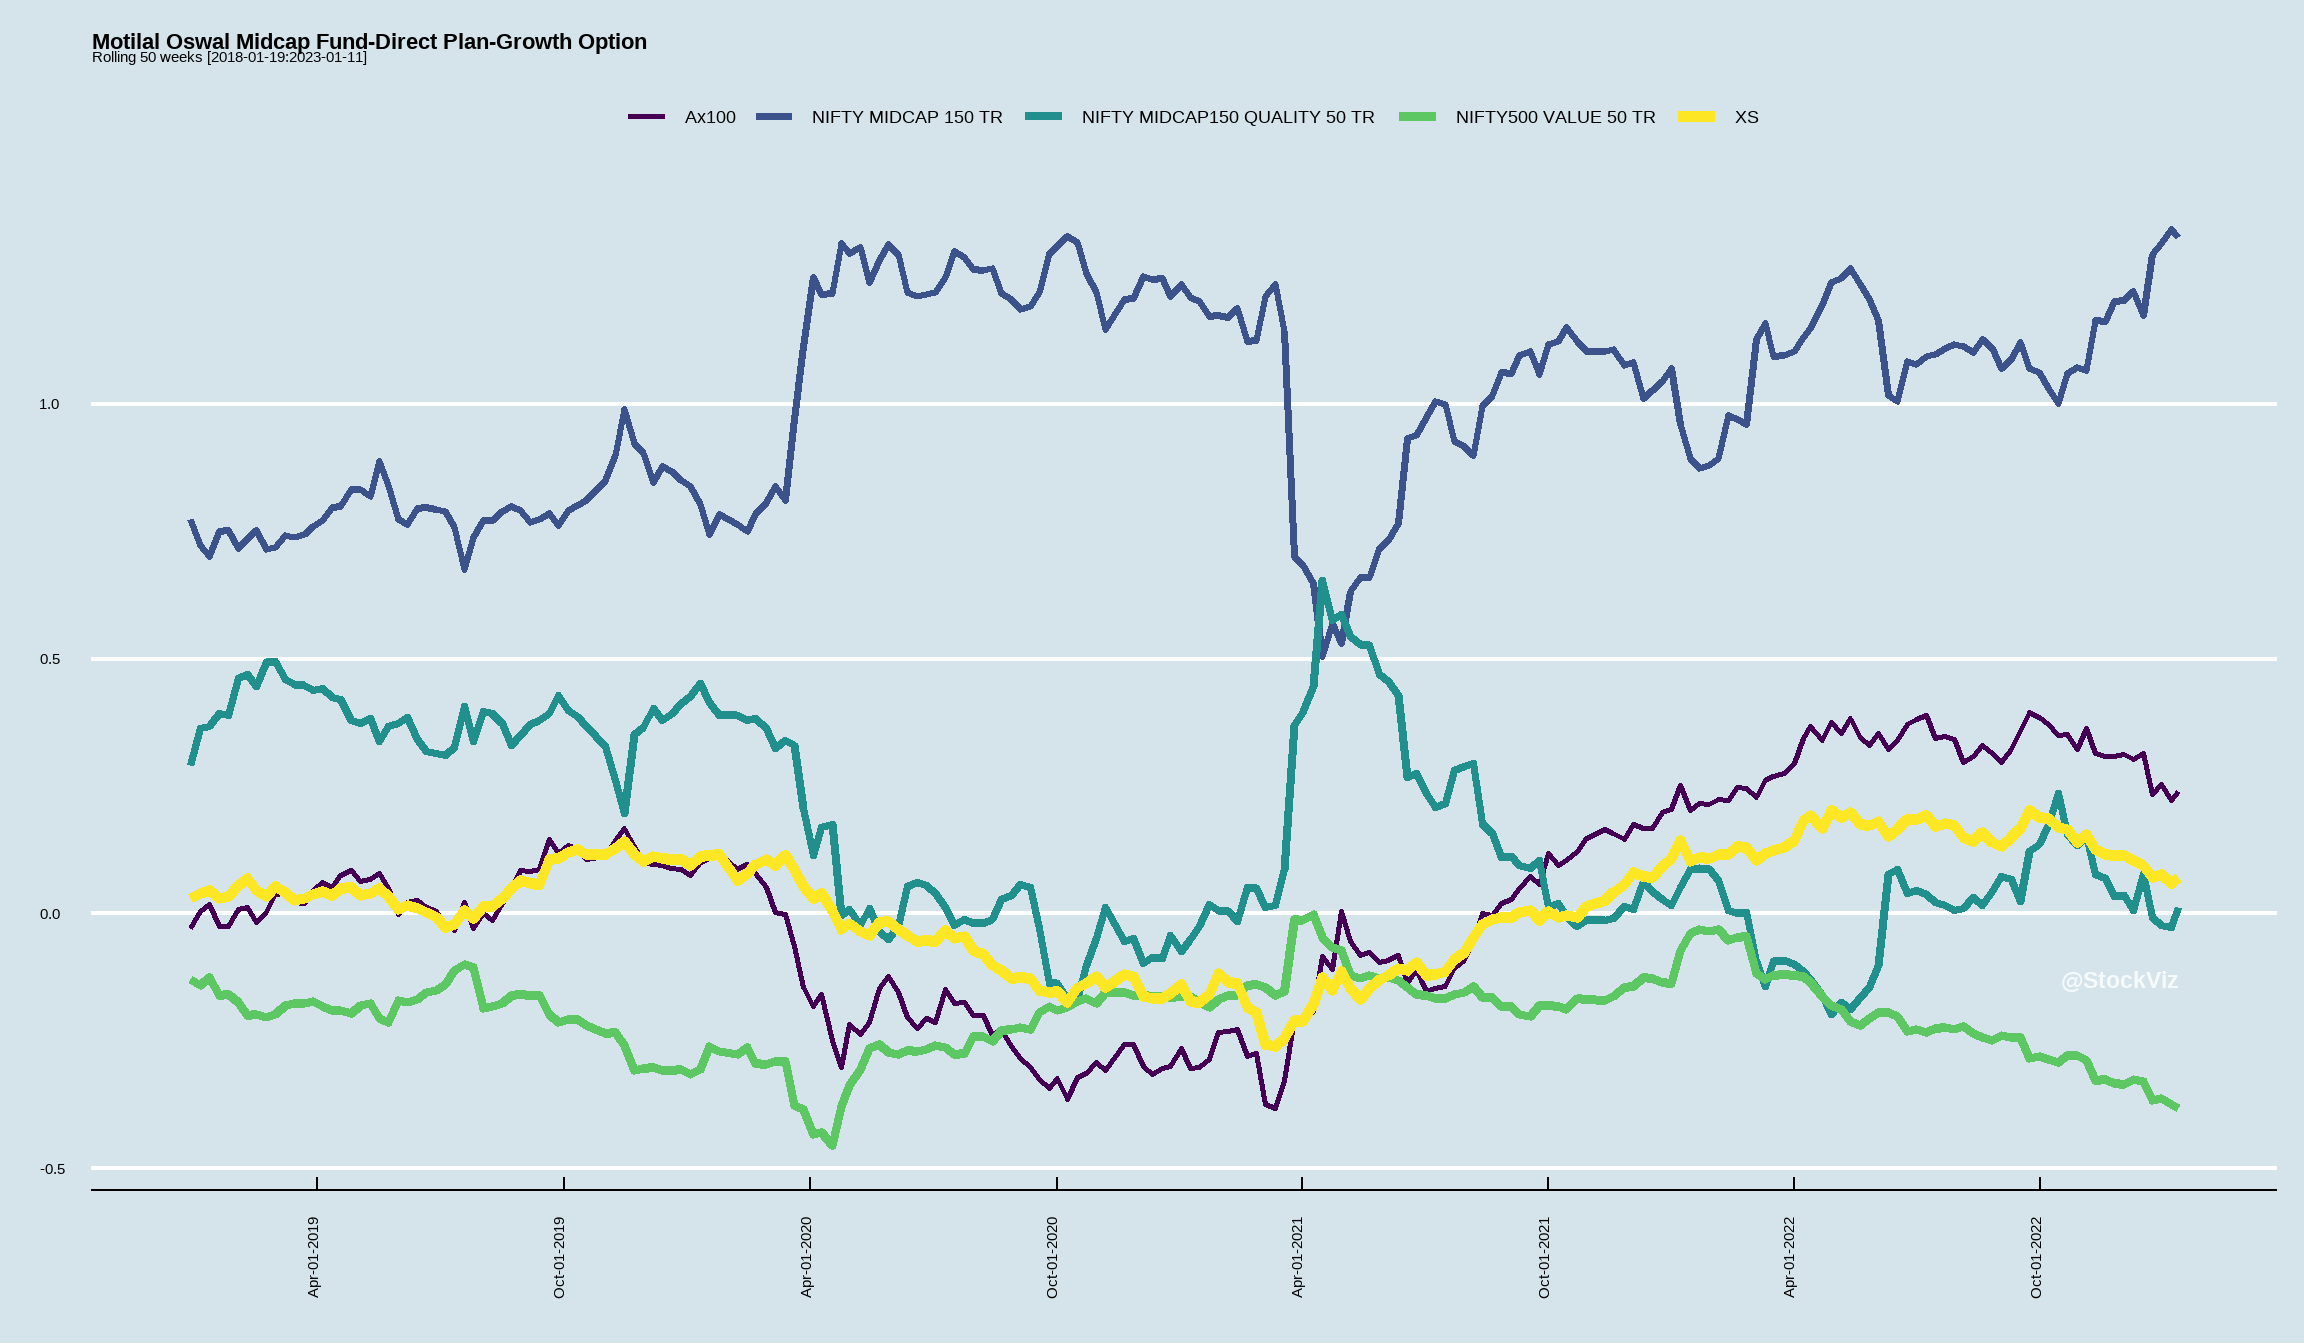 Motilal Oswal Midcap Fund-Direct Plan-Growth Option
Rolling 50 weeks [2018-01-19:2023-01-11]
Ax100 NIFTY MIDCAP 150 TR NIFTY MIDCAP150 QUALITY 50 TR NIFTY500 VALUE 50 TR XS
1.0
0.5
0.0
@StockViz
-0.5
Apr-01-2019
Oct-01-2019
Apr-01-2020
Oct-01-2020
Apr-01-2021
Oct-01-2021
Apr-01-2022
Oct-01-2022